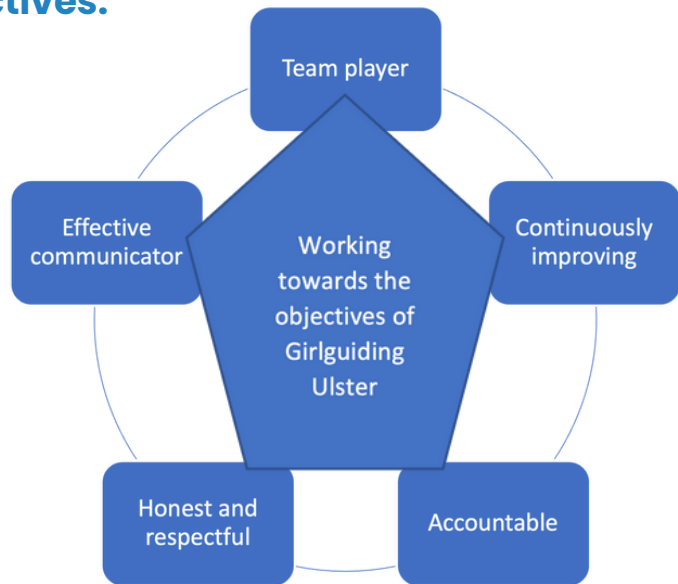 ctives.
Team player
Effective
communicator
Continuously
improving
Working
towards the
objectives of
Girlguiding
Ulster
Honest and
respectful
Accountable